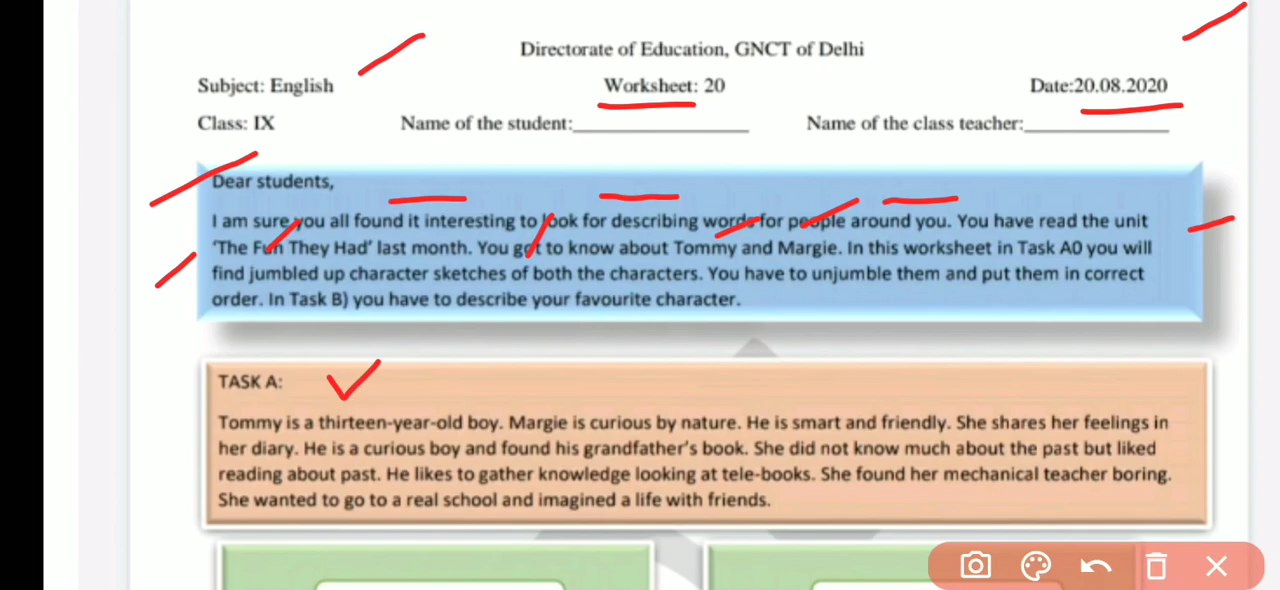 Directorate of Education, GNCT of Delhi
Subject: English Worksheet: 20 Date:20.08.2020
Class: IX Name of the student:________________ Name of the class teacher:______________
Dear students,
I am sure you all found it interesting to look for describing words for people around you. You have read the unit
'The Fun They Had' last month. You got to know about Tommy and Margie. In this worksheet in Task A0 you will
find jumbled up character sketches of both the characters. You have to unjumble them and put them in correct
order. In Task B) you have to describe your favourite character.
TASK A:
Tommy is a thirteen-year-old boy. Margie is curious by nature. He is smart and friendly. She shares her feelings in
her diary. He is a curious boy and found his grandfather's book. She did not know much about the past but liked
reading about past. He likes to gather knowledge looking at tele-books. She found her mechanical teacher boring.
She wanted to go to a real school and imagined a life with friends.